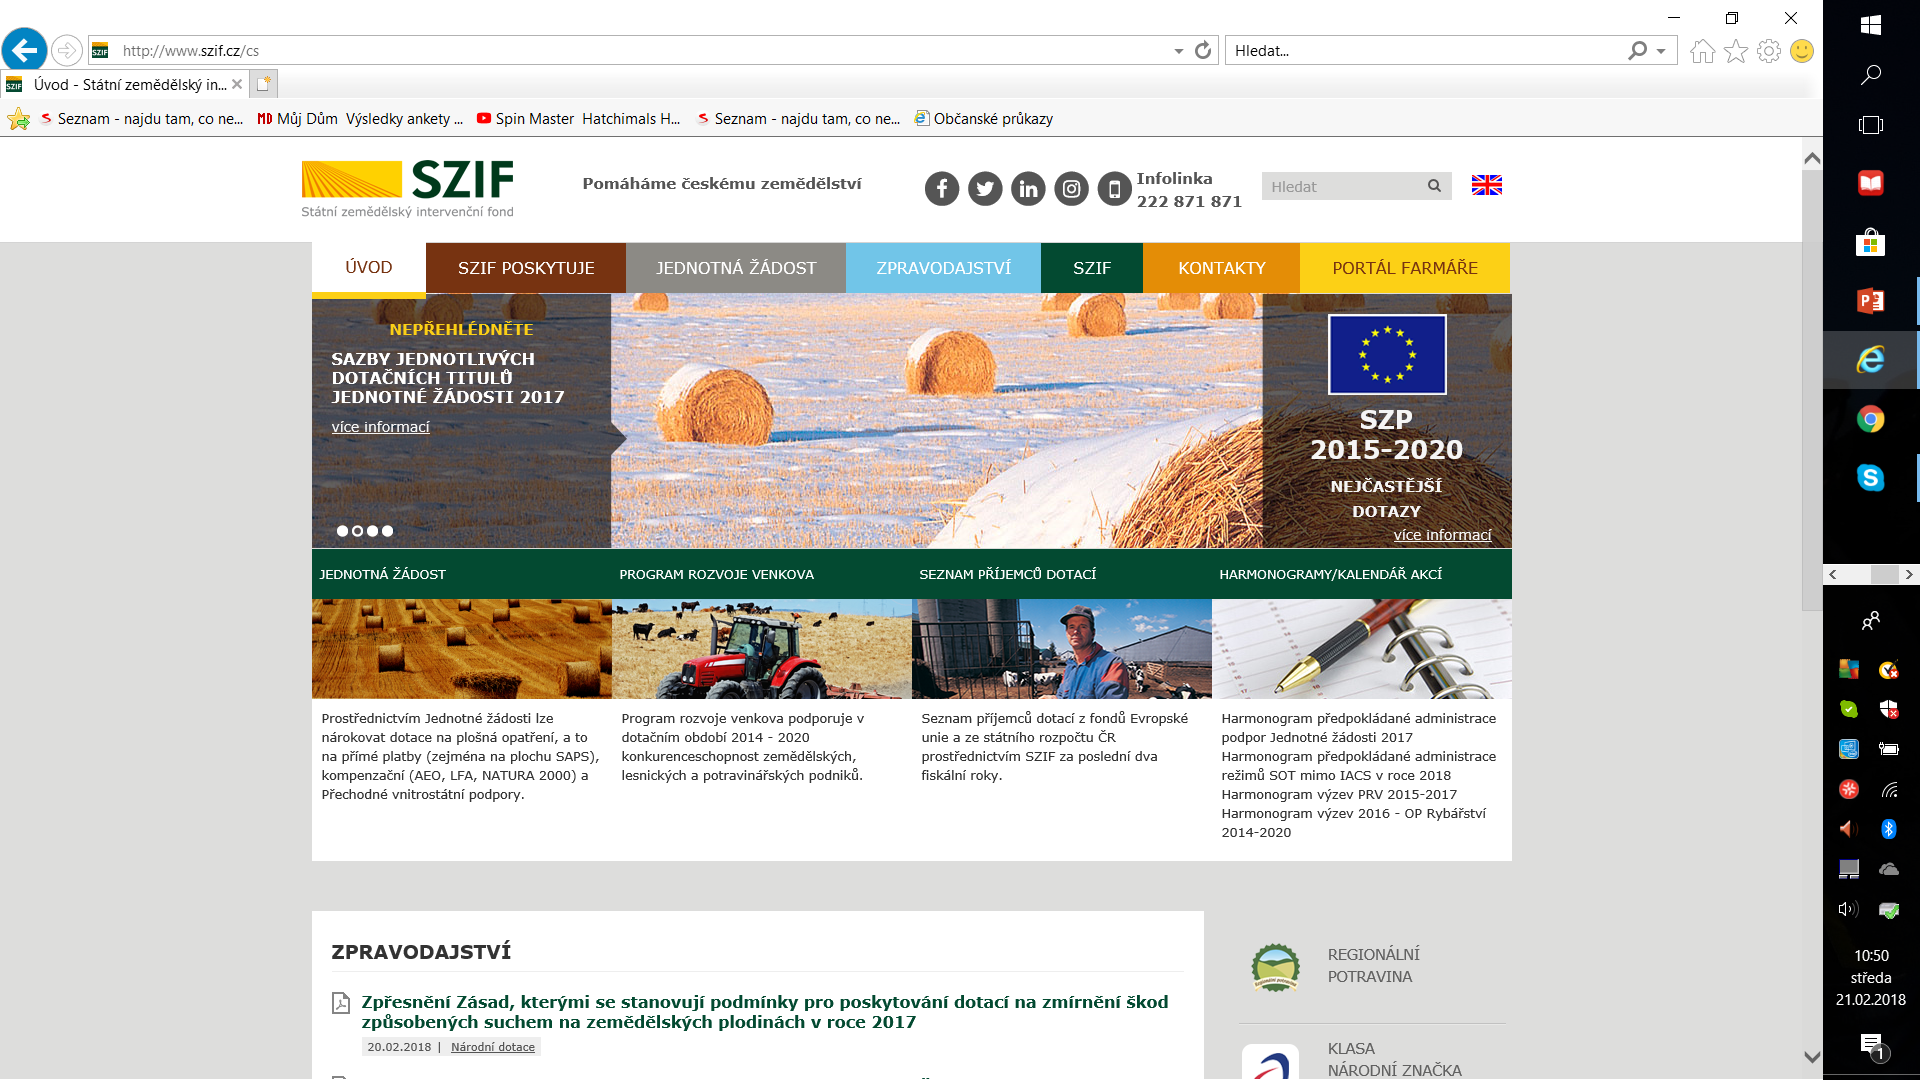 http://www.szif.cz/cs
Hledat...
Úvod - Státní zemědělský in...
Seznam - najdu tam, co ne...
MD Můj Dům
Výsledky ankety ...
Spin Master
Hatchimals H...
Seznam - najdu tam, co ne...
Občanské průkazy
SZIF
Státní zemědělský intervenční fond
Pomáháme českému zemědělství
Infolinka
222 871 871
Hledat
ÚVOD
SZIF POSKYTUJE
JEDNOTNÁ ŽÁDOST
ZPRAVODAJSTVÍ
SZIF
KONTAKTY
PORTÁL FARMÁŘE
NEPŘEHLÉDNĚTE
SAZBY JEDNOTLIVÝCH
DOTAČNÍCH TITULŮ
JEDNOTNÉ ŽÁDOSTI 2017
více informací
SZP
2015-2020
NEJČASTĚJŠÍ
DOTAZY
více informací
JEDNOTNÁ ŽÁDOST
Prostřednictvím Jednotné žádosti lze
nárokovat dotace na plošná opatření, a to
na přímé platby (zejména na plochu SAPS),
kompenzační (AEO, LFA, NATURA 2000) a
Přechodné vnitrostátní podpory.
PROGRAM ROZVOJE VENKOVA
Program rozvoje venkova podporuje v
dotačním období 2014 - 2020
konkurenceschopnost zemědělských,
lesnických a potravinářských podniků.
SEZNAM PŘÍJEMCŮ DOTACÍ
Seznam příjemců dotací z fondů Evropské
unie a ze státního rozpočtu ČR
prostřednictvím SZIF za poslední dva
fiskální roky.
HARMONOGRAMY/KALENDÁŘ AKCÍ
Harmonogram předpokládané administrace
podpor Jednotné žádosti 2017
Harmonogram předpokládané administrace
režimů SOT mimo IACS v roce 2018
Harmonogram výzev PRV 2015-2017
Harmonogram výzev 2016 - OP Rybářství
2014-2020
ZPRAVODAJSTVÍ
Zpřesnění Zásad, kterými se stanovují podmínky pro poskytování dotací na zmírnění škod
způsobených suchem na zemědělských plodinách v roce 2017
20.02.2018 | Národní dotace
REGIONÁLNÍ
POTRAVINA
KLASA
NÁRODNÍ ZNAČKA
10:50
středa
21.02.2018
1